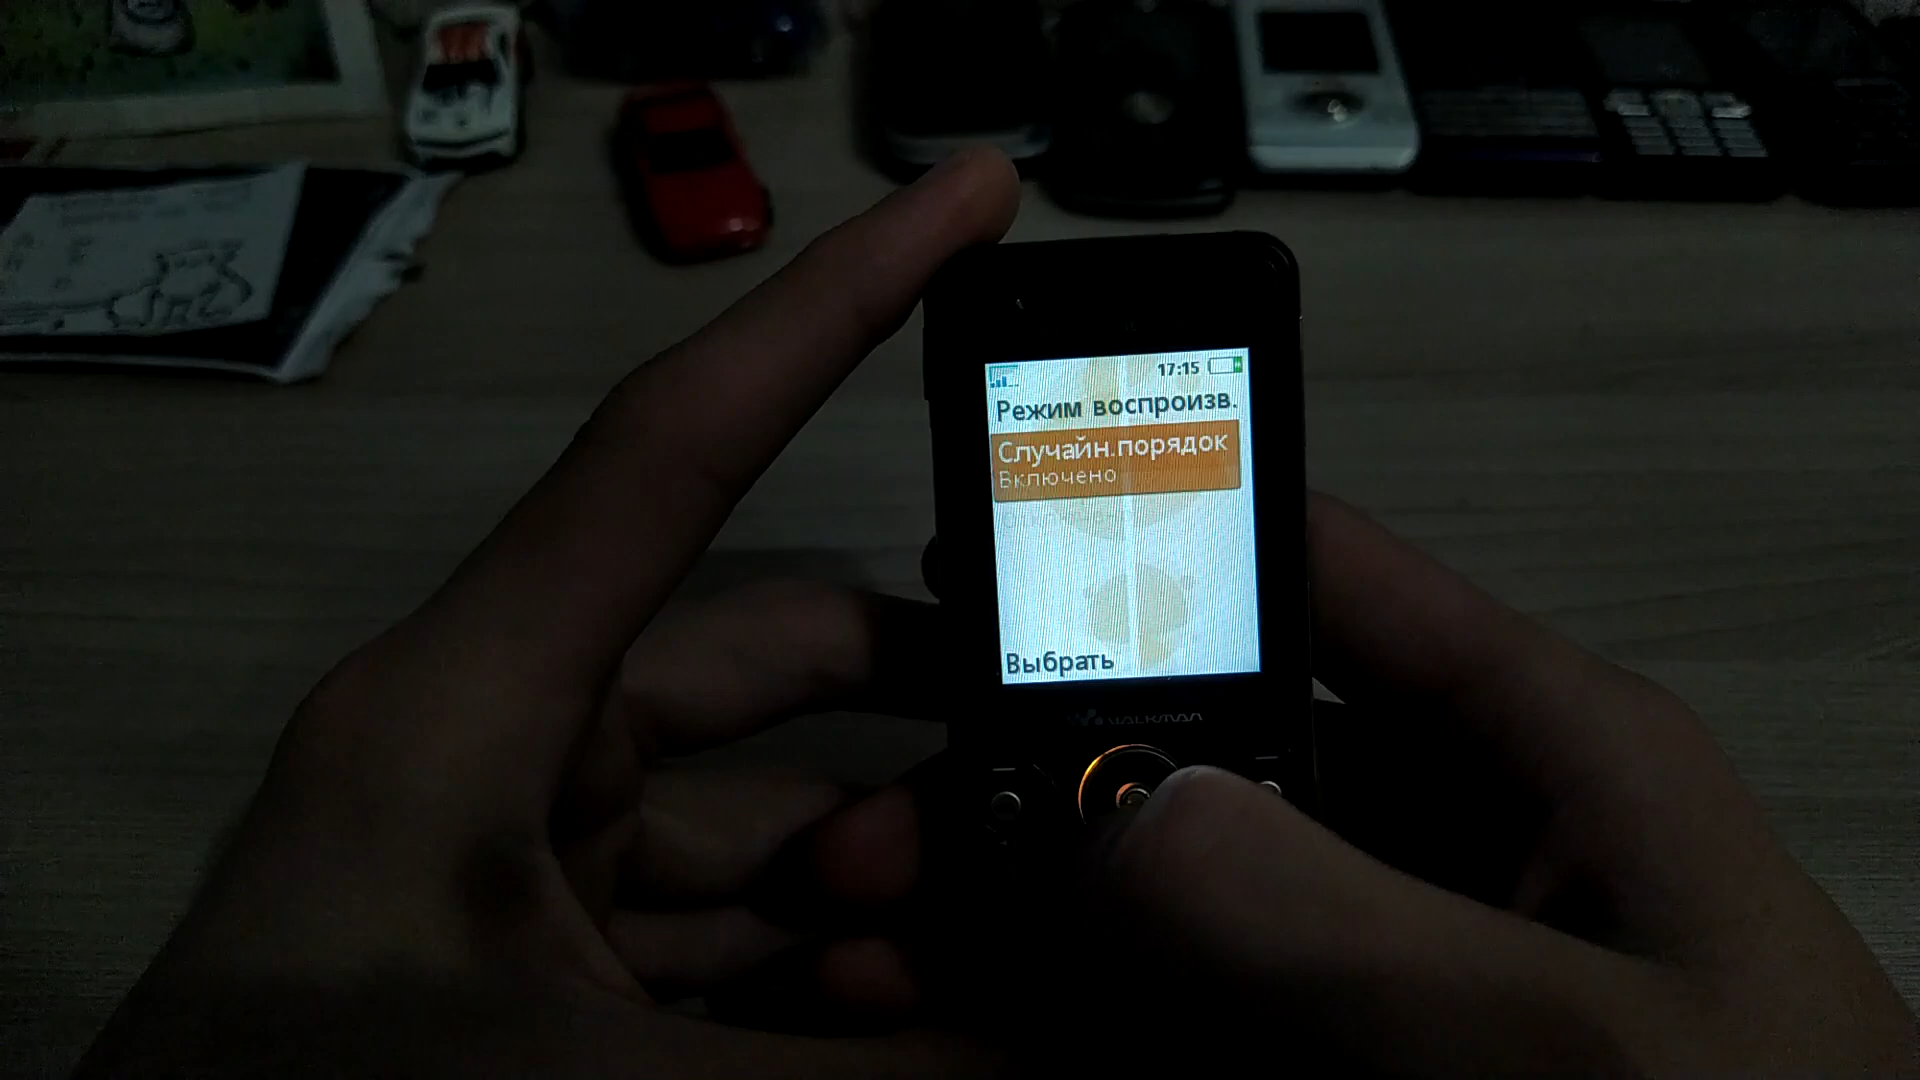 17:15
Режим воспроизв.
Случайн.порядок
Включено
Выбрать
WALKMAN